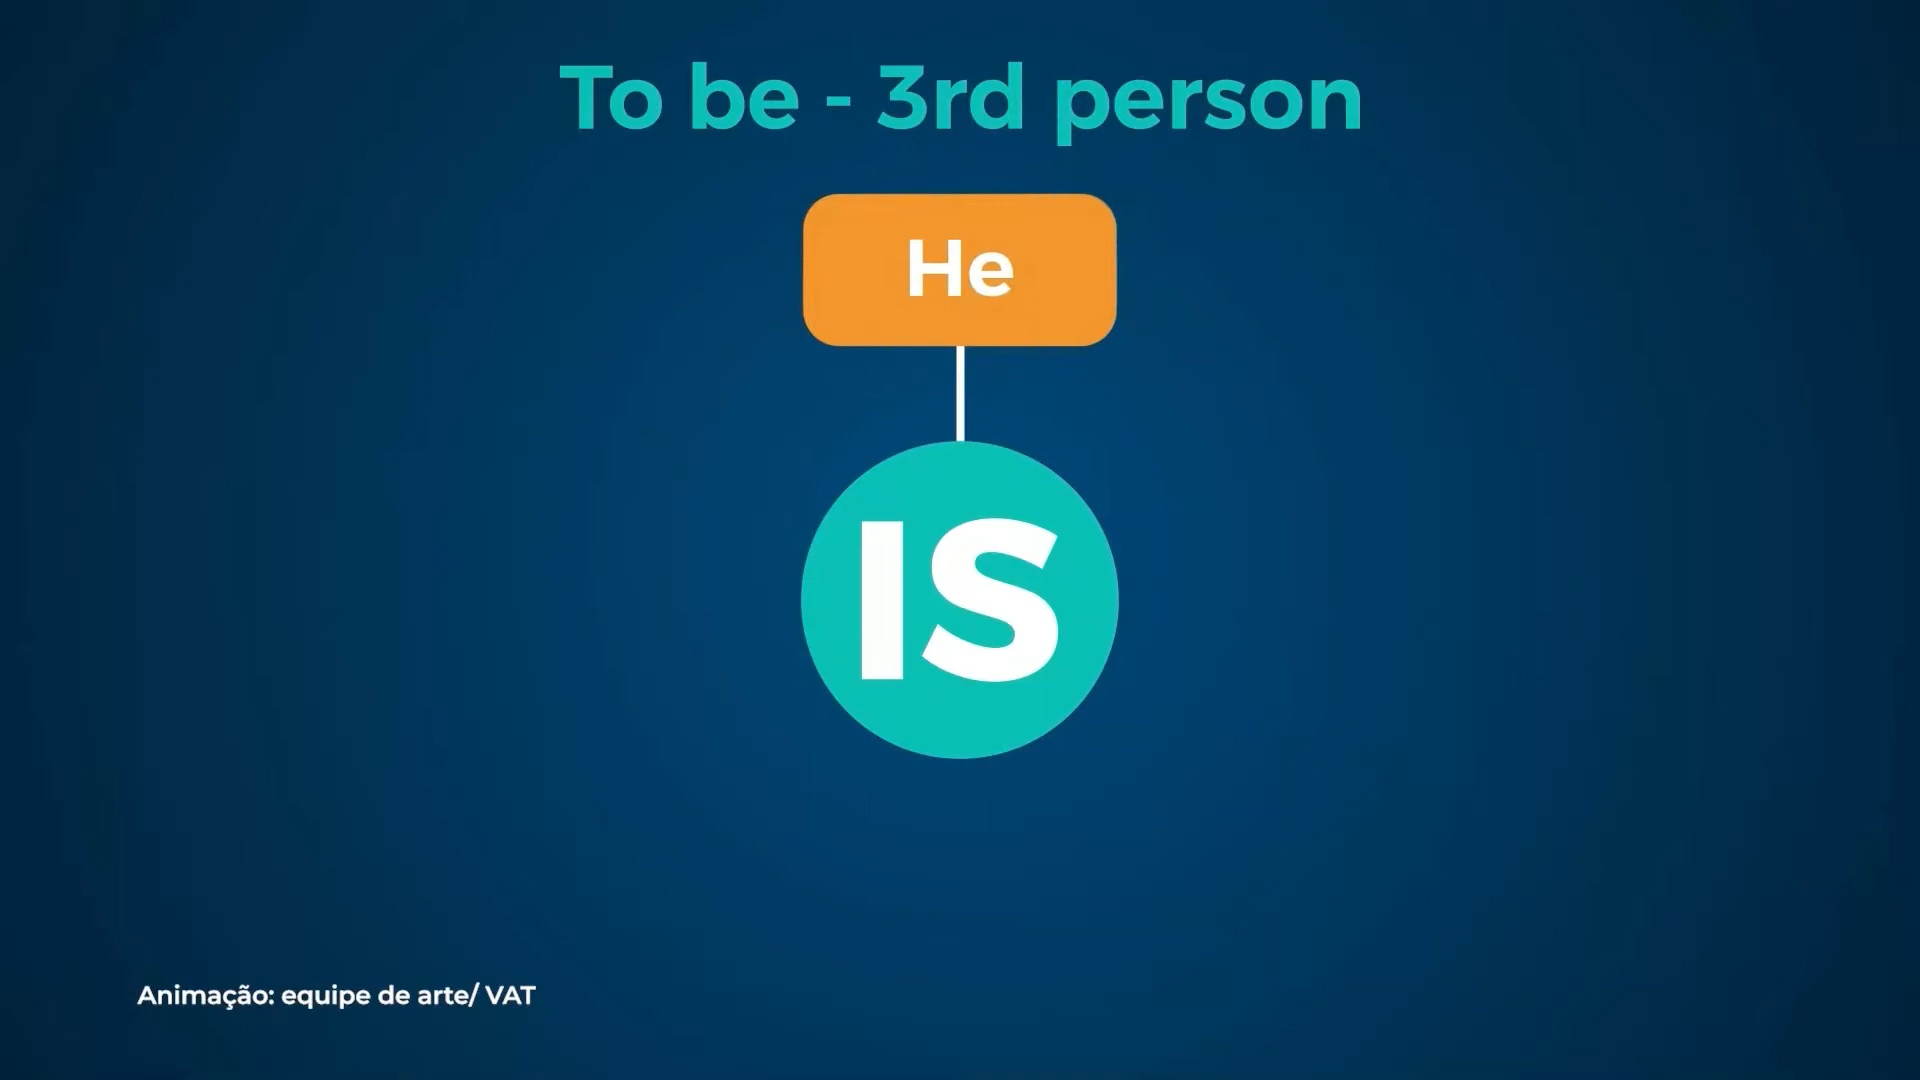 To be - 3rd person
He
IS
Animação: equipe de arte/ VAT